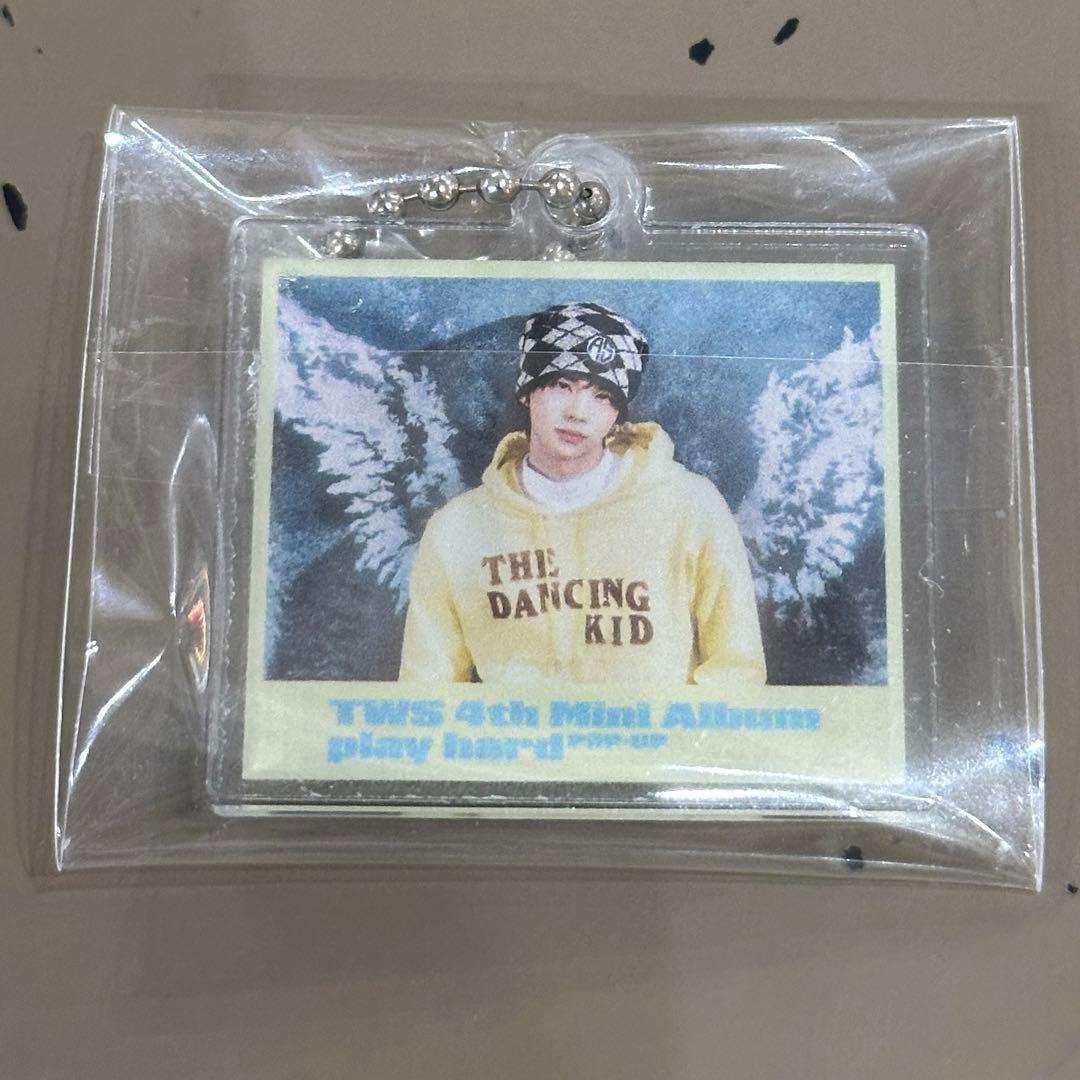 THE
DANCING
KID
TWS 4th Mini Album
play hard POP-UP